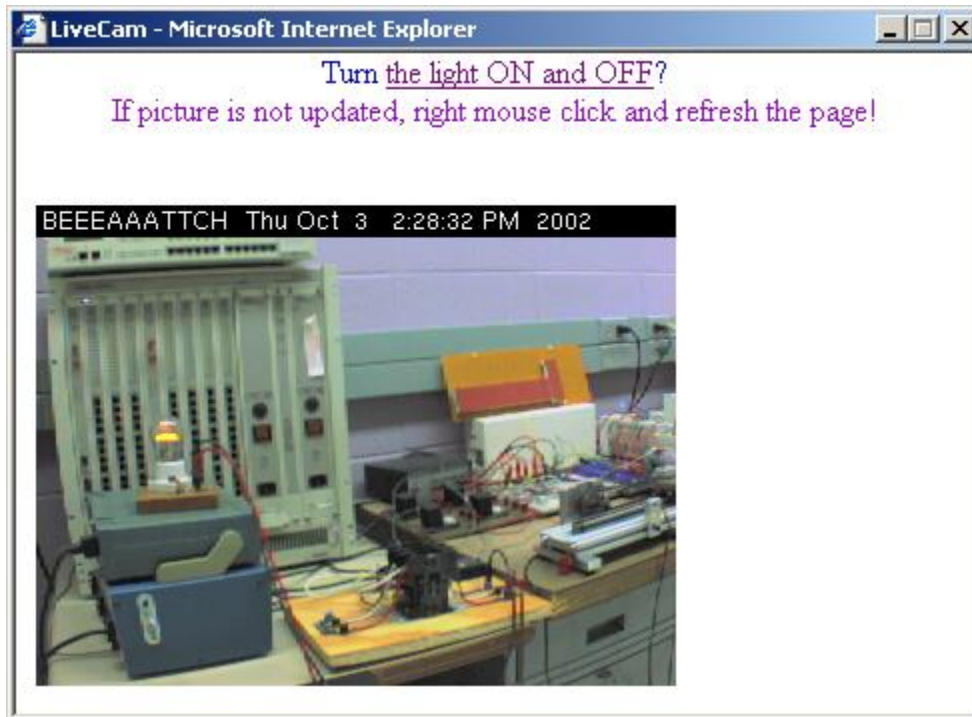 LiveCam - Microsoft Internet Explorer
Turn the light ON and OFF?
If picture is not updated, right mouse click and refresh the page!
BEEEAAATTCH Thu Oct 3 2:28:32 PM 2002